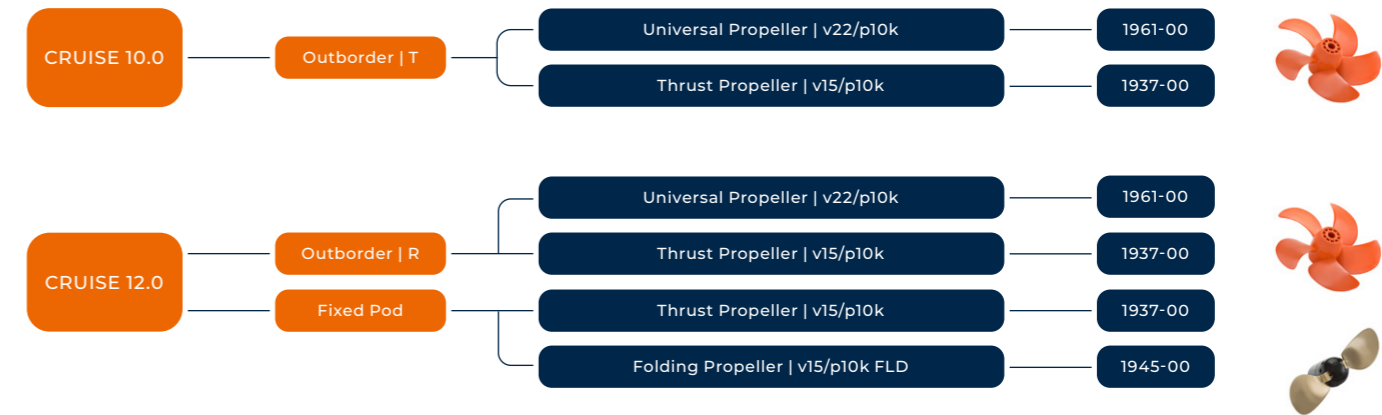 CRUISE 10.0
Outborder | T
Universal Propeller | v22/p10k
1961-00
Thrust Propeller | v15/p10k
1937-00
CRUISE 12.0
Outborder | R
Universal Propeller | v22/p10k
1961-00
Thrust Propeller | v15/p10k
1937-00
Fixed Pod
Thrust Propeller | v15/p10k
1937-00
Folding Propeller | v15/p10k FLD
1945-00